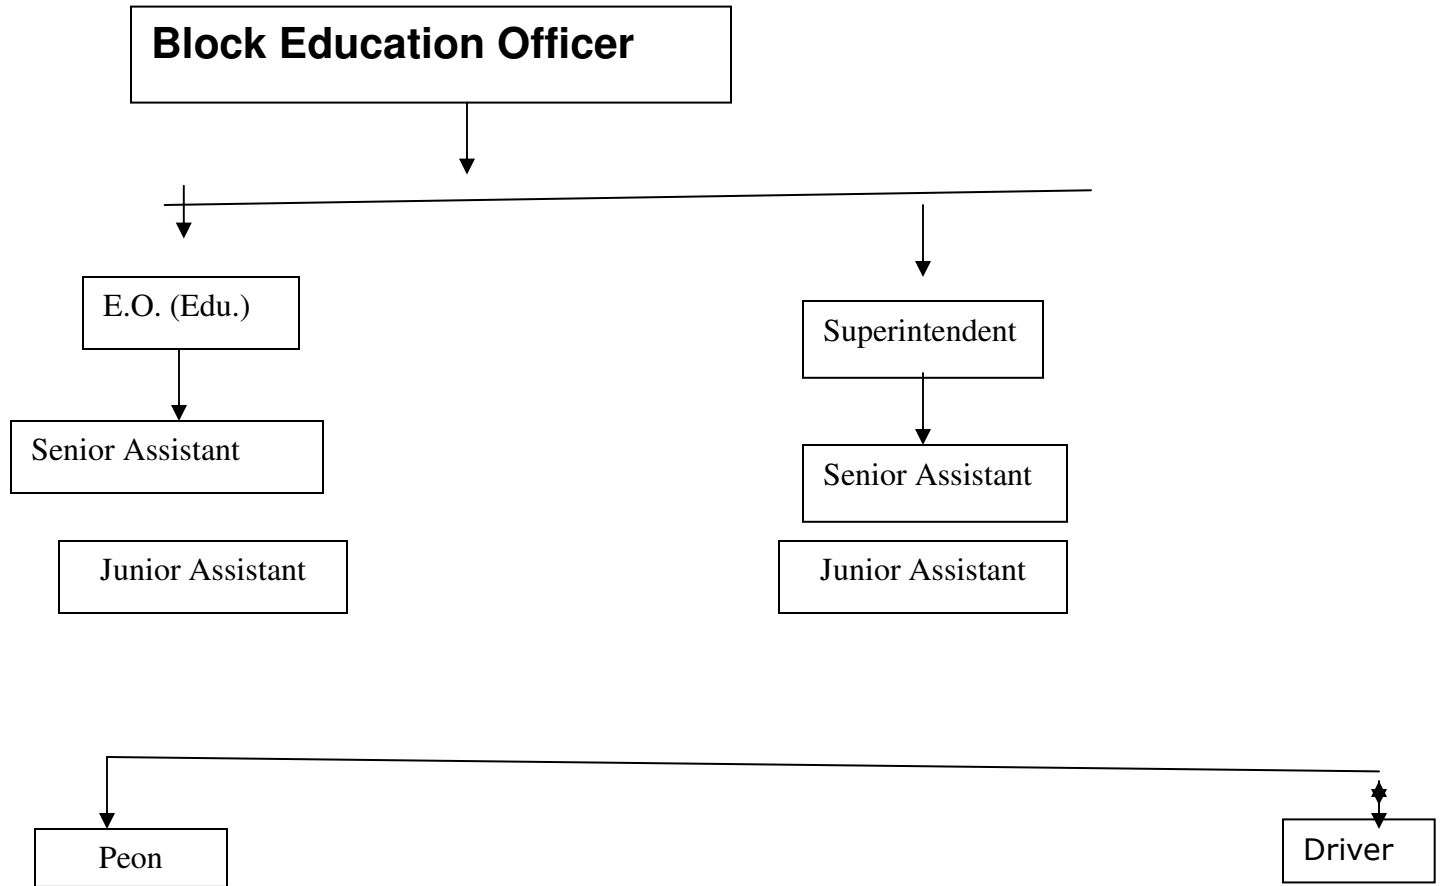 Block Education Officer
E.O. (Edu.)
Superintendent
Senior Assistant
Senior Assistant
Junior Assistant
Junior Assistant
Peon
Driver